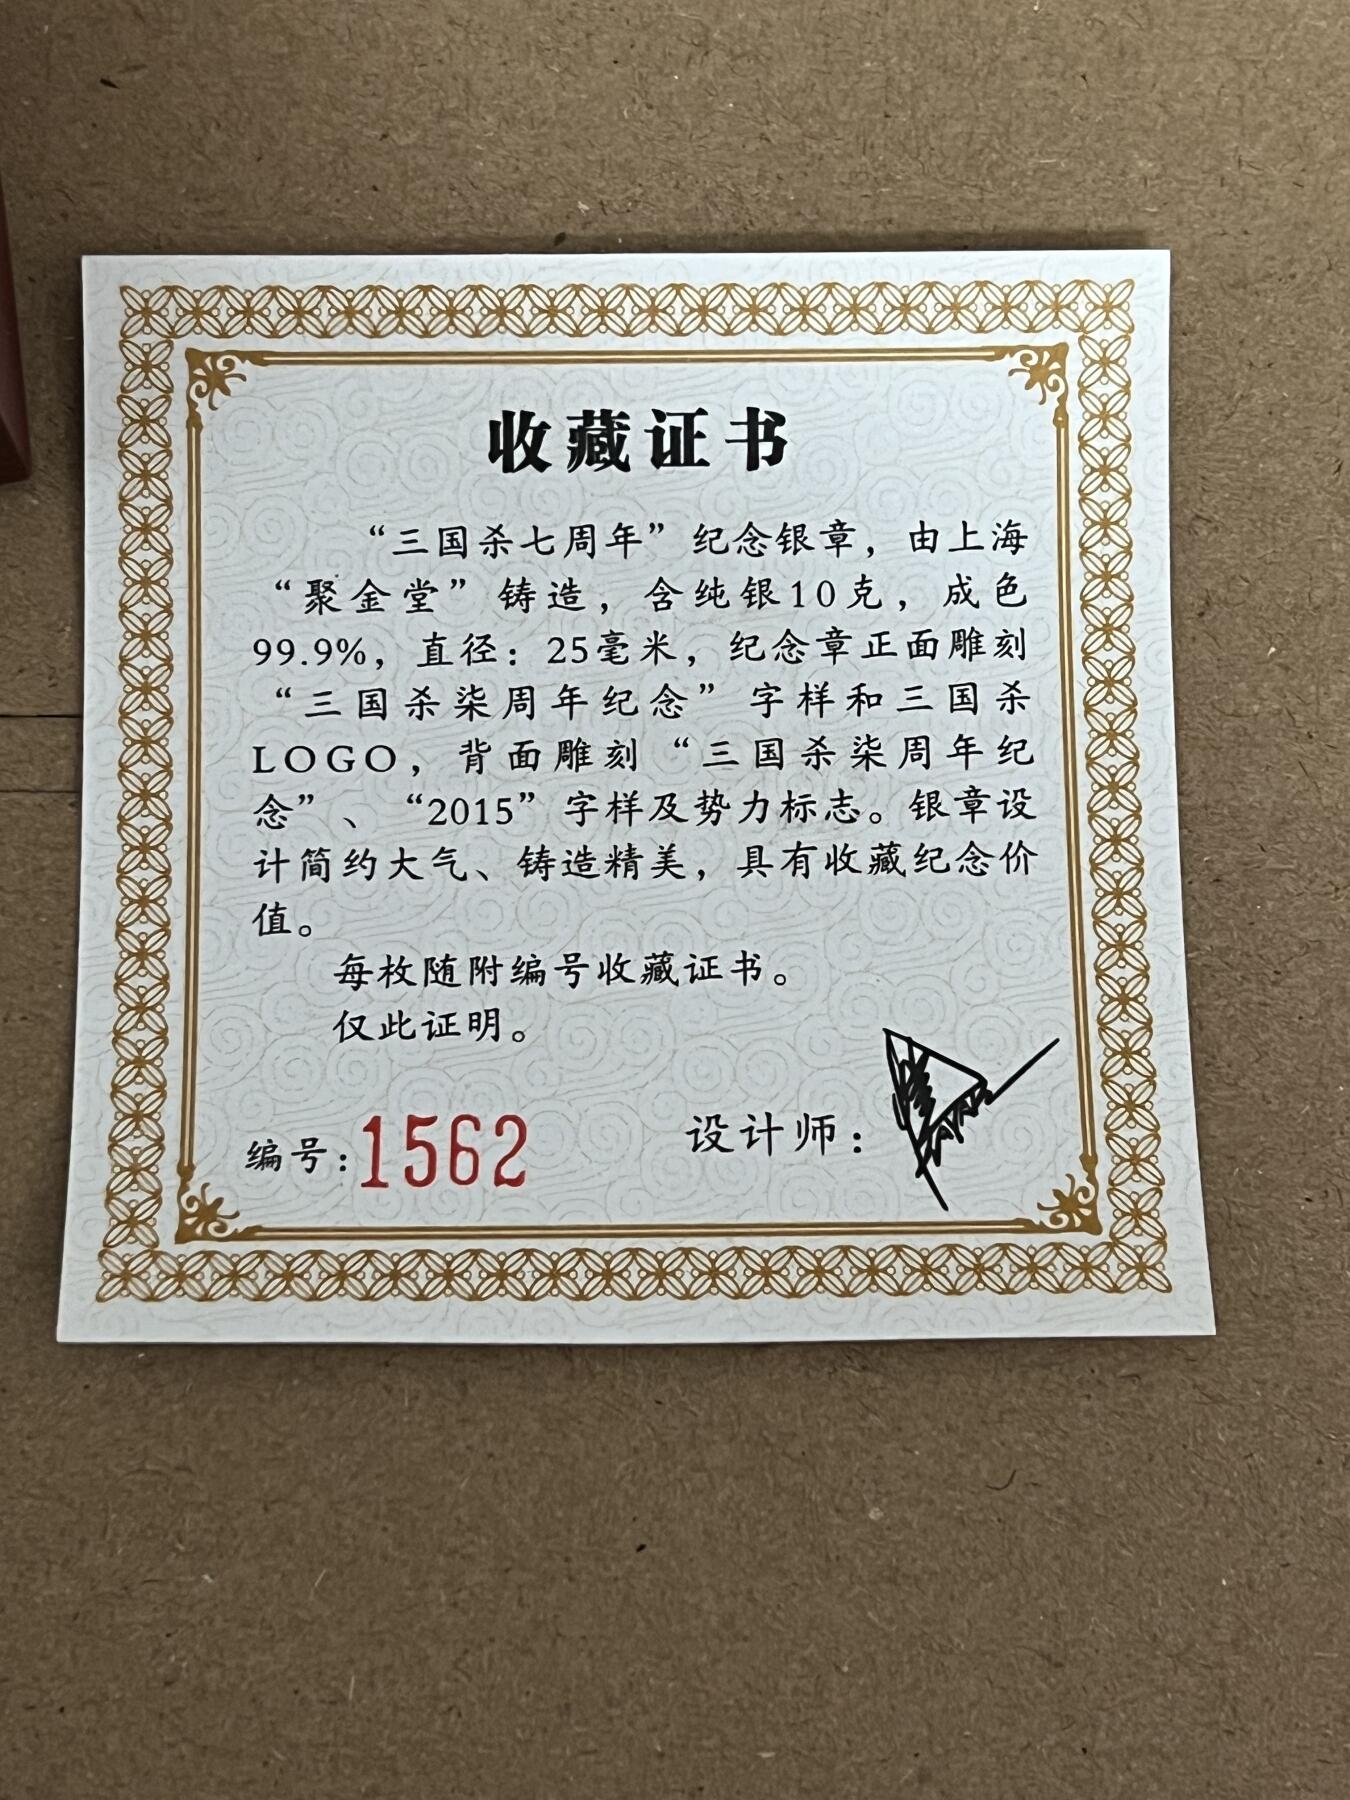 收藏证书
“三国杀七周年”纪念银章，由上海
“聚金堂”铸造，含纯银10克，成色
99.9%，直径：25毫米，纪念章正面雕刻
“三国杀柒周年纪念”字样和三国杀
LOGO，背面雕刻“三国杀柒周年纪
念”、“2015”字样及势力标志。银章设
计简约大气、铸造精美，具有收藏纪念价
值。
每枚随附编号收藏证书。
仅此证明。
编号:1562 设计师：